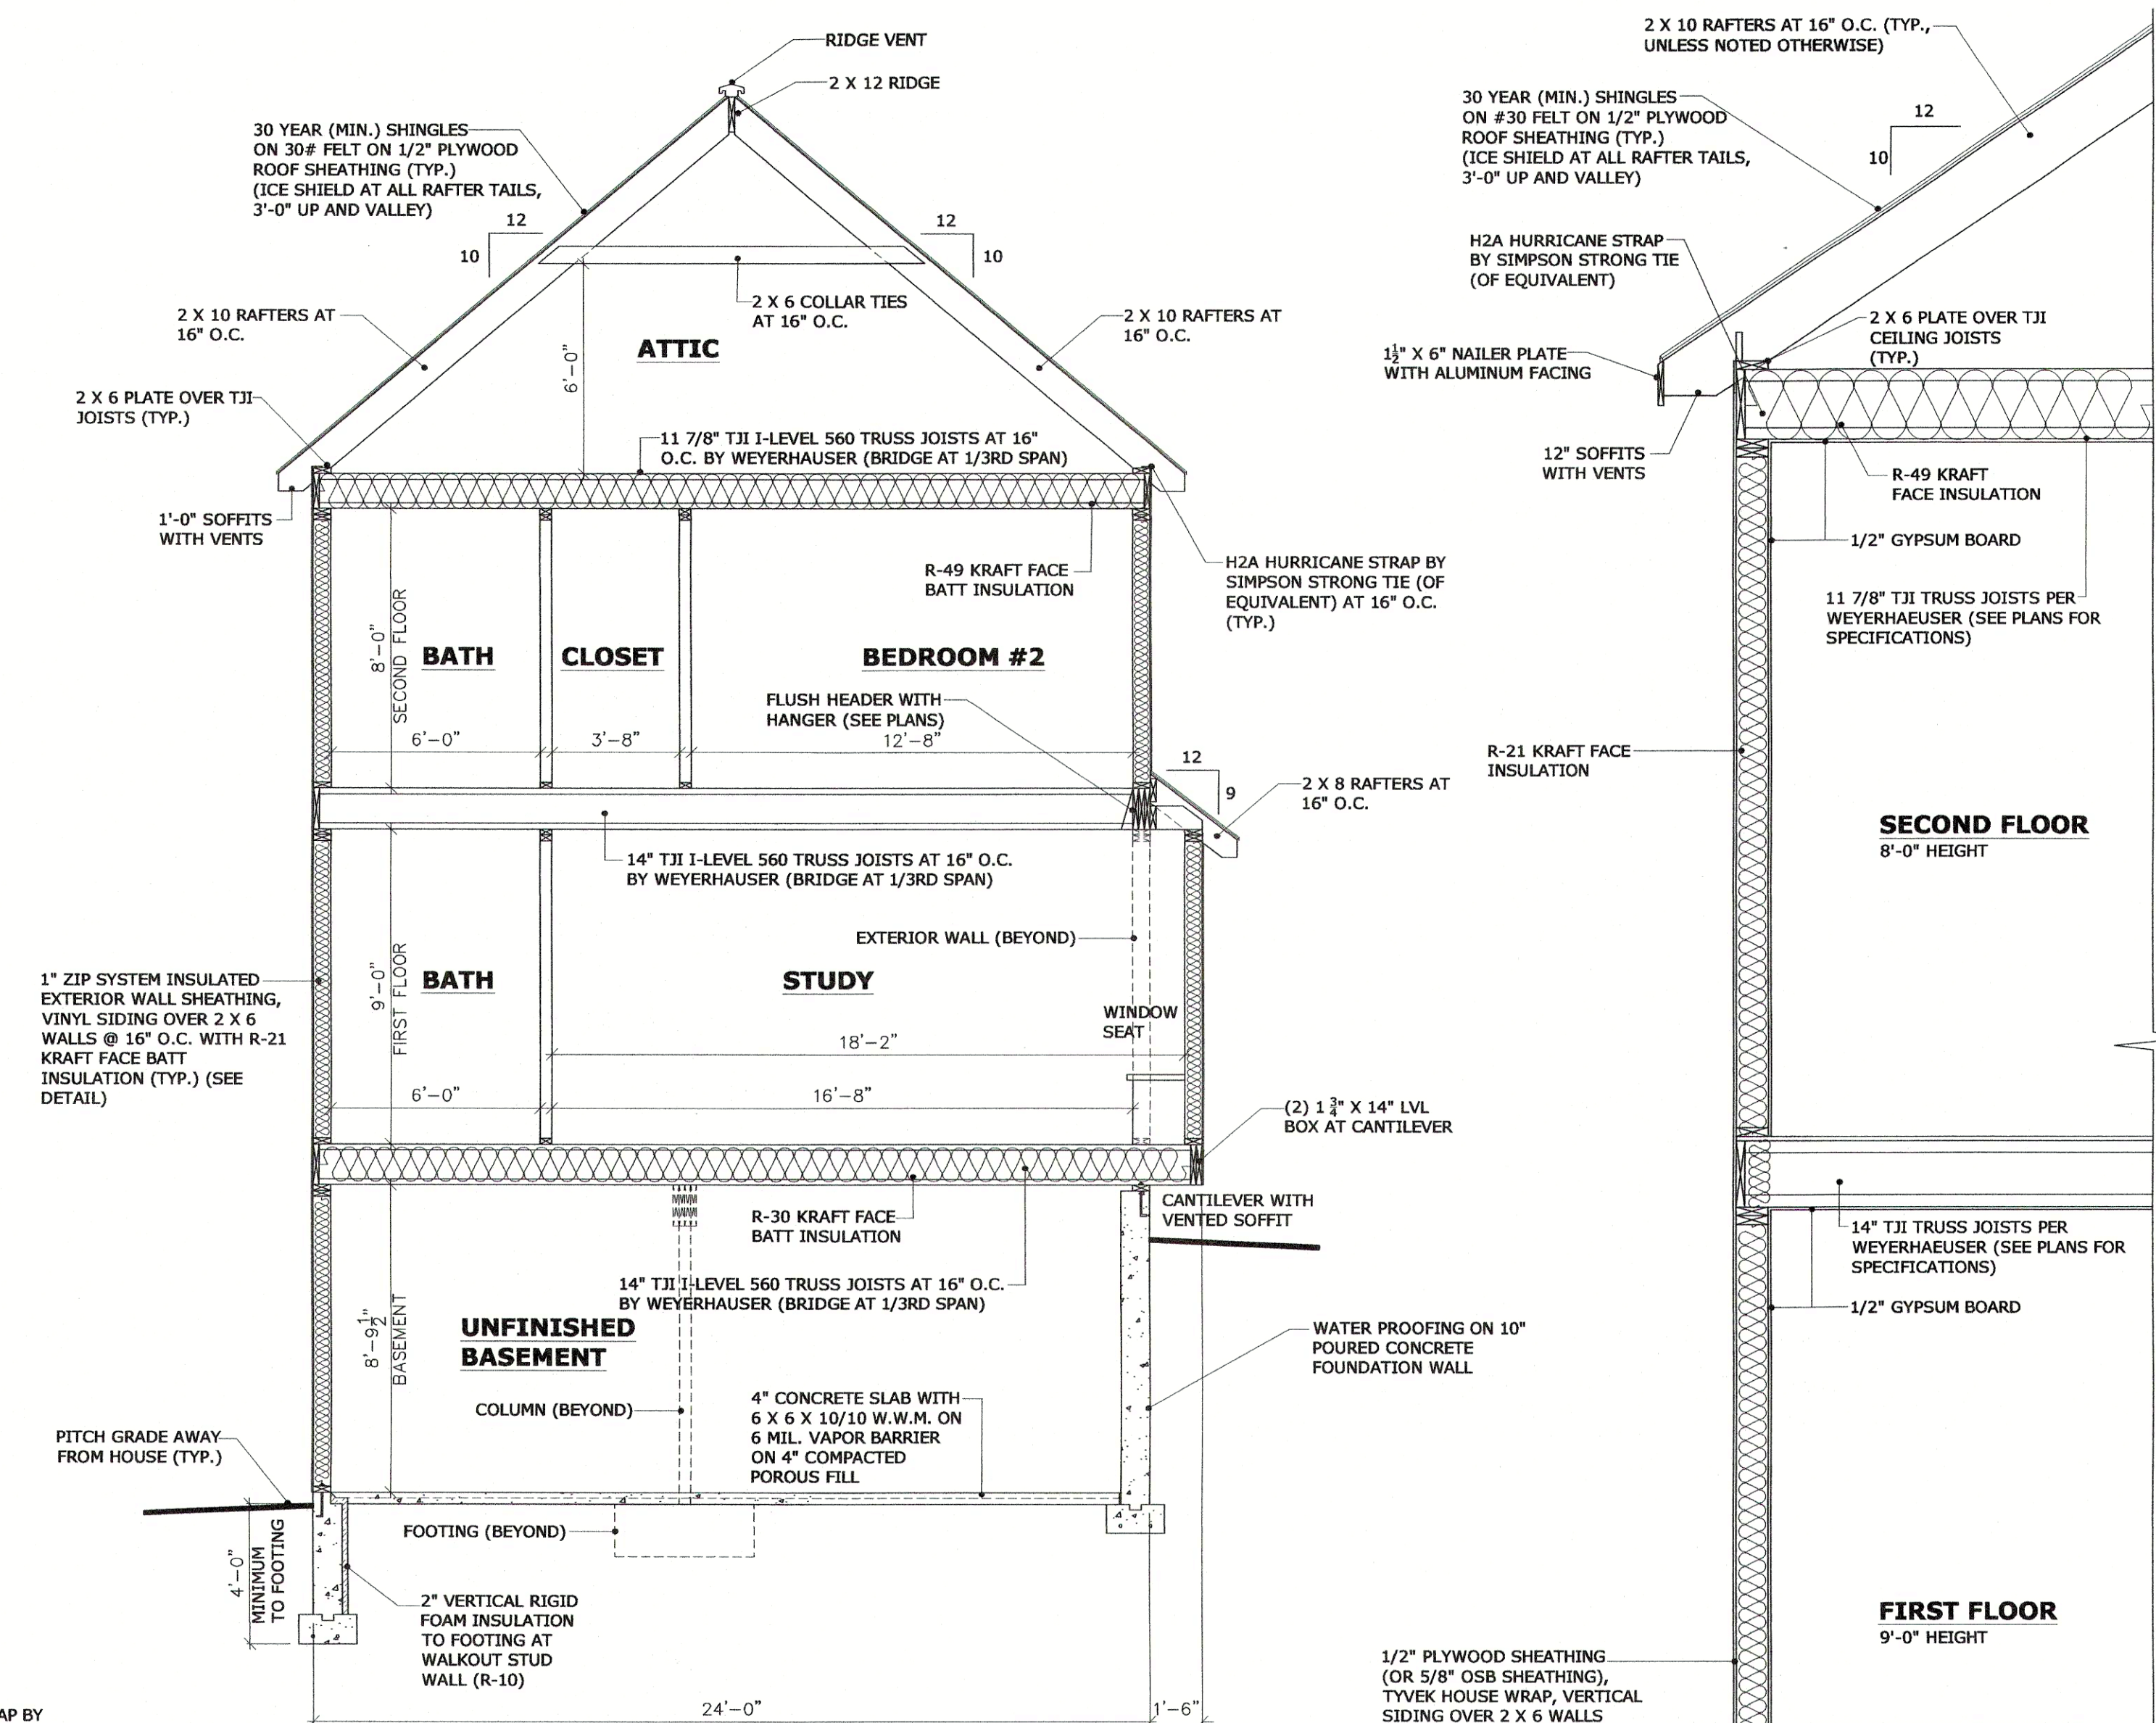 RIDGE VENT
2 X 12 RIDGE
30 YEAR (MIN.) SHINGLES
ON 30# FELT ON 1/2" PLYWOOD
ROOF SHEATHING (TYP.)
(ICE SHIELD AT ALL RAFTER TAILS,
3'-0" UP AND VALLEY)
12
10
12
10
2 X 10 RAFTERS AT
16" O.C.
2 X 6 COLLAR TIES
AT 16" O.C.
2 X 10 RAFTERS AT
16" O.C.
ATTIC
6'-0"
2 X 6 PLATE OVER TJI
JOISTS (TYP.)
11 7/8" TJI I-LEVEL 560 TRUSS JOISTS AT 16"
O.C. BY WEYERHAUSER (BRIDGE AT 1/3RD SPAN)
1'-0" SOFFITS
WITH VENTS
R-49 KRAFT FACE
BATT INSULATION
H2A HURRICANE STRAP BY
SIMPSON STRONG TIE (OF
EQUIVALENT) AT 16" O.C.
(TYP.)
8'-0"
SECOND FLOOR
BATH
CLOSET
BEDROOM #2
FLUSH HEADER WITH
HANGER (SEE PLANS)
6'-0"
3'-8"
12'-8"
12
9
2 X 8 RAFTERS AT
16" O.C.
14" TJI I-LEVEL 560 TRUSS JOISTS AT 16" O.C.
BY WEYERHAUSER (BRIDGE AT 1/3RD SPAN)
EXTERIOR WALL (BEYOND)
1" ZIP SYSTEM INSULATED
EXTERIOR WALL SHEATHING,
VINYL SIDING OVER 2 X 6
WALLS @ 16" O.C. WITH R-21
KRAFT FACE BATT
INSULATION (TYP.) (SEE
DETAIL)
9'-0"
FIRST FLOOR
BATH
STUDY
WINDOW
SEAT
18'-2"
6'-0"
16'-8"
(2) 1 3/4" X 14" LVL
BOX AT CANTILEVER
R-30 KRAFT FACE
BATT INSULATION
CANTILEVER WITH
VENTED SOFFIT
14" TJI I-LEVEL 560 TRUSS JOISTS AT 16" O.C.
BY WEYERHAUSER (BRIDGE AT 1/3RD SPAN)
8'-9 1/2"
BASEMENT
UNFINISHED
BASEMENT
WATER PROOFING ON 10"
POURED CONCRETE
FOUNDATION WALL
COLUMN (BEYOND)
4" CONCRETE SLAB WITH
6 X 6 X 10/10 W.W.M. ON
6 MIL. VAPOR BARRIER
ON 4" COMPACTED
POROUS FILL
PITCH GRADE AWAY
FROM HOUSE (TYP.)
FOOTING (BEYOND)
4'-0"
MINIMUM
TO FOOTING
2" VERTICAL RIGID
FOAM INSULATION
TO FOOTING AT
WALKOUT STUD
WALL (R-10)
24'-0"
1'-6"
AP BY
2 X 10 RAFTERS AT 16" O.C. (TYP.,
UNLESS NOTED OTHERWISE)
30 YEAR (MIN.) SHINGLES
ON #30 FELT ON 1/2" PLYWOOD
ROOF SHEATHING (TYP.)
(ICE SHIELD AT ALL RAFTER TAILS,
3'-0" UP AND VALLEY)
12
10
H2A HURRICANE STRAP
BY SIMPSON STRONG TIE
(OF EQUIVALENT)
2 X 6 PLATE OVER TJI
CEILING JOISTS
(TYP.)
1 1/2" X 6" NAILER PLATE
WITH ALUMINUM FACING
12" SOFFITS
WITH VENTS
R-49 KRAFT
FACE INSULATION
1/2" GYPSUM BOARD
11 7/8" TJI TRUSS JOISTS PER
WEYERHAEUSER (SEE PLANS FOR
SPECIFICATIONS)
R-21 KRAFT FACE
INSULATION
SECOND FLOOR
8'-0" HEIGHT
14" TJI TRUSS JOISTS PER
WEYERHAEUSER (SEE PLANS FOR
SPECIFICATIONS)
1/2" GYPSUM BOARD
FIRST FLOOR
9'-0" HEIGHT
1/2" PLYWOOD SHEATHING
(OR 5/8" OSB SHEATHING),
TYVEK HOUSE WRAP, VERTICAL
SIDING OVER 2 X 6 WALLS